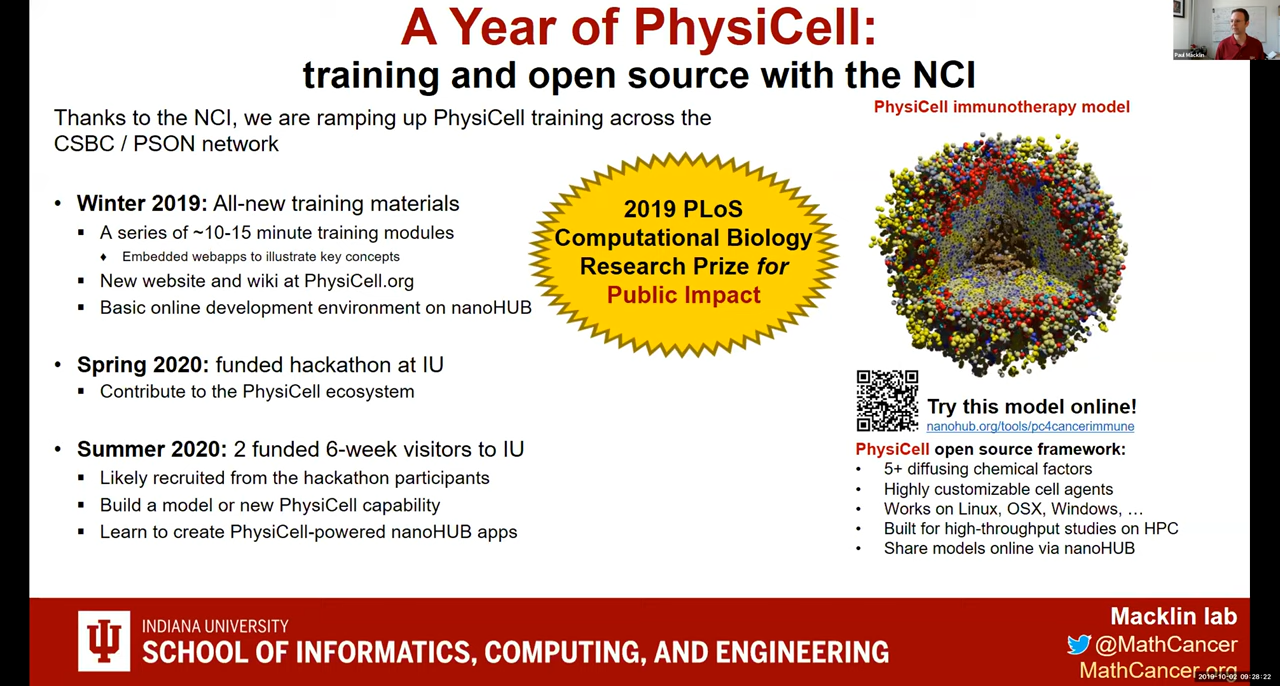 A Year of PhysiCell:
training and open source with the NCI
Paul Macklin
Thanks to the NCI, we are ramping up PhysiCell training across the
CSBC / PSON network
• Winter 2019: All-new training materials
▪ A series of ~10-15 minute training modules
♦ Embedded webapps to illustrate key concepts
▪ New website and wiki at PhysiCell.org
▪ Basic online development environment on nanoHUB
• Spring 2020: funded hackathon at IU
▪ Contribute to the PhysiCell ecosystem
• Summer 2020: 2 funded 6-week visitors to IU
▪ Likely recruited from the hackathon participants
▪ Build a model or new PhysiCell capability
▪ Learn to create PhysiCell-powered nanoHUB apps
2019 PLoS
Computational Biology
Research Prize for
Public Impact
PhysiCell immunotherapy model
Try this model online!
nanohub.org/tools/pc4cancerimmune
PhysiCell open source framework:
• 5+ diffusing chemical factors
• Highly customizable cell agents
• Works on Linux, OSX, Windows, …
• Built for high-throughput studies on HPC
• Share models online via nanoHUB
INDIANA UNIVERSITY
SCHOOL OF INFORMATICS, COMPUTING, AND ENGINEERING
Macklin lab
@MathCancer
MathCancer.org
2019-10-02 09:28:22